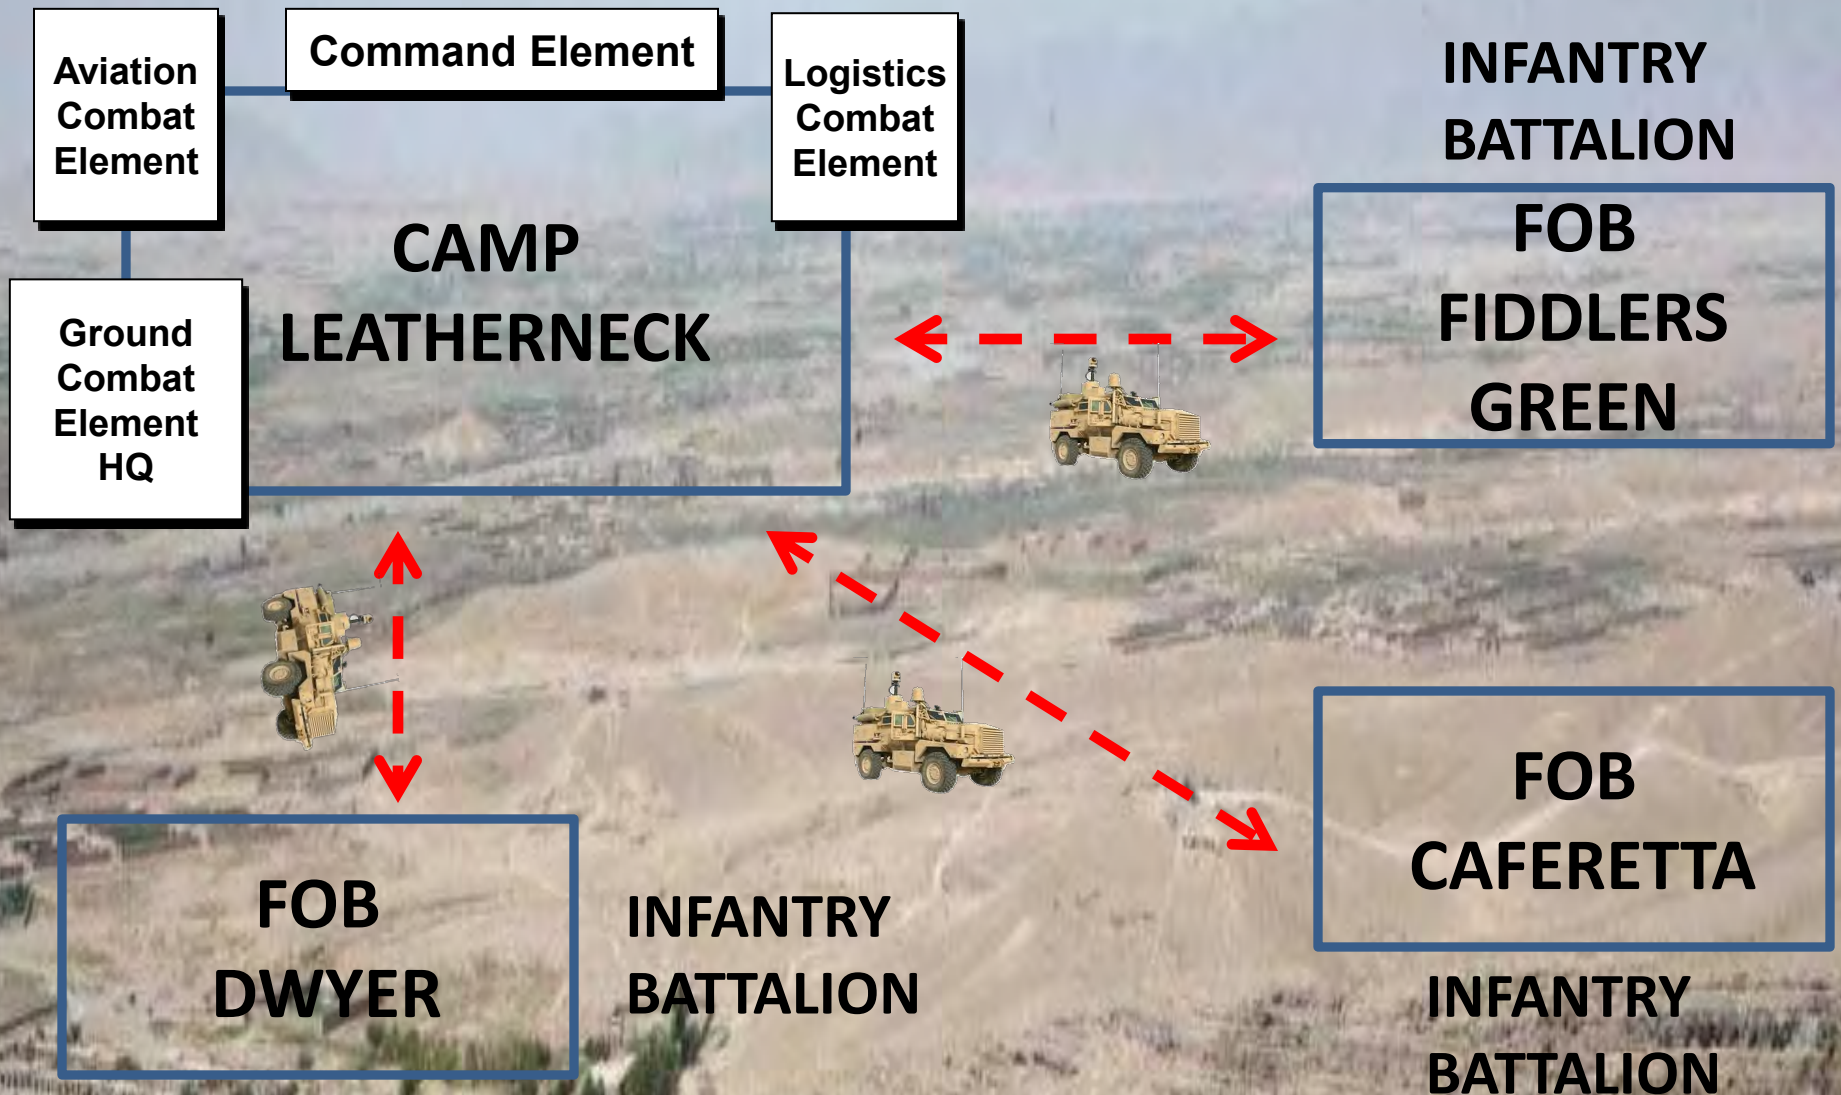 Aviation
Combat
Element
Command Element
Logistics
Combat
Element
CAMP
LEATHERNECK
Ground
Combat
Element
HQ
INFANTRY
BATTALION
FOB
FIDDLERS
GREEN
FOB
DWYER
INFANTRY
BATTALION
FOB
CAFERETTA
INFANTRY
BATTALION